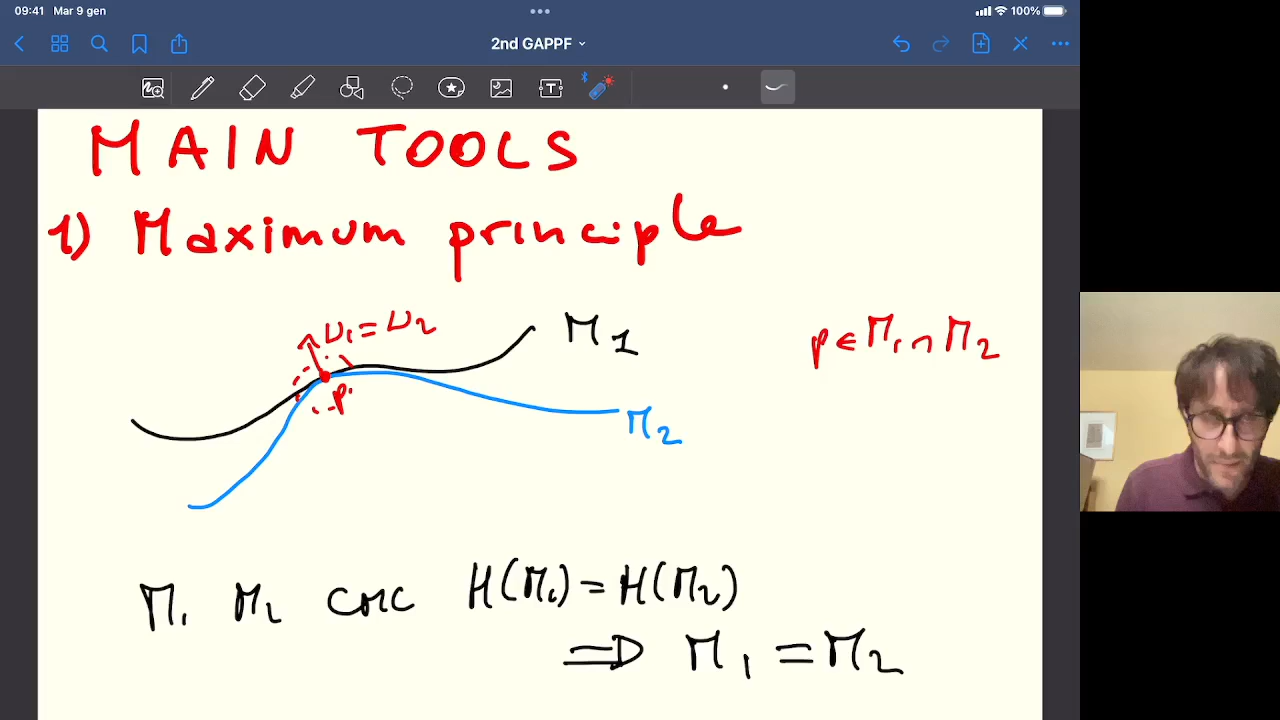 09:41 Mar 9 gen
100%
2nd GAPPF
T
MAIN TOOLS
1) Maximum principle
ν₁ = ν₂
M₁
p ∈ M₁ ∩ M₂
p
M₂
M₁ M₂ CMC H(M₁) = H(M₂)
⟹ M₁ = M₂